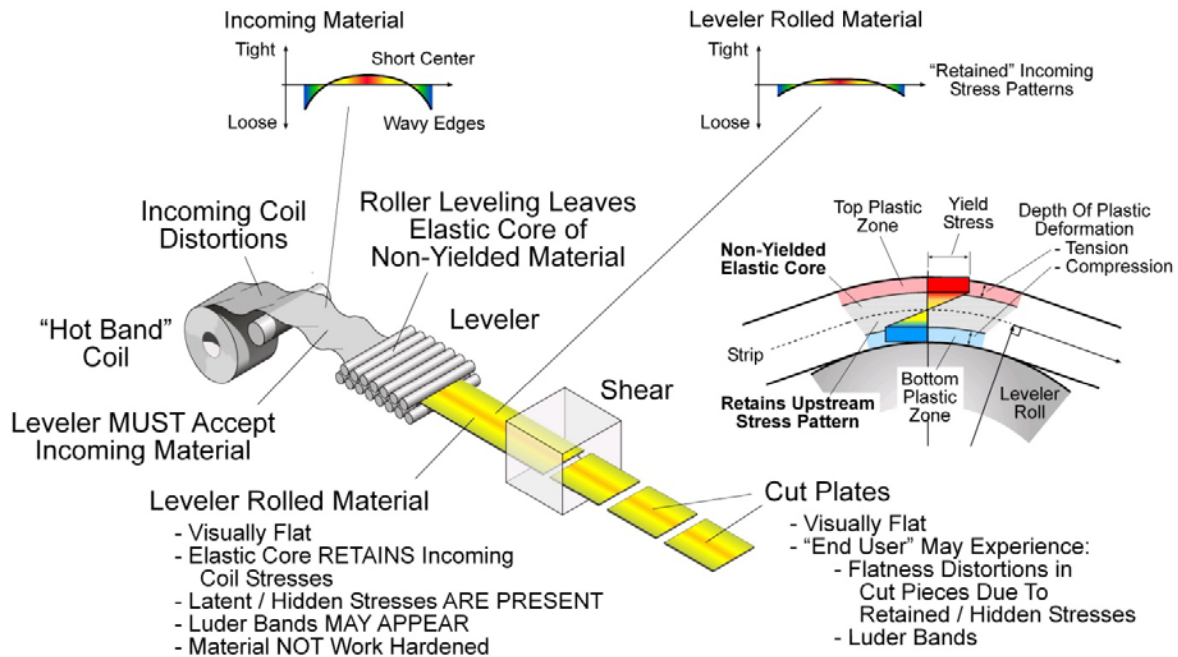 Incoming Material
Tight
Short Center
Loose
Wavy Edges
Leveler Rolled Material
Tight
"Retained" Incoming
Stress Patterns
Loose
Incoming Coil
Distortions
Roller Leveling Leaves
Elastic Core of
Non-Yielded Material
"Hot Band"
Coil
Leveler
Shear
Leveler MUST Accept
Incoming Material
Top Plastic
Zone
Yield
Stress
Depth Of Plastic
Deformation
- Tension
- Compression
Non-Yielded
Elastic Core
Strip
Retains Upstream
Stress Pattern
Bottom
Plastic
Zone
Leveler
Roll
Leveler Rolled Material
- Visually Flat
- Elastic Core RETAINS Incoming
Coil Stresses
- Latent / Hidden Stresses ARE PRESENT
- Luder Bands MAY APPEAR
- Material NOT Work Hardened
Cut Plates
- Visually Flat
- "End User" May Experience:
- Flatness Distortions in
Cut Pieces Due To
Retained / Hidden Stresses
- Luder Bands